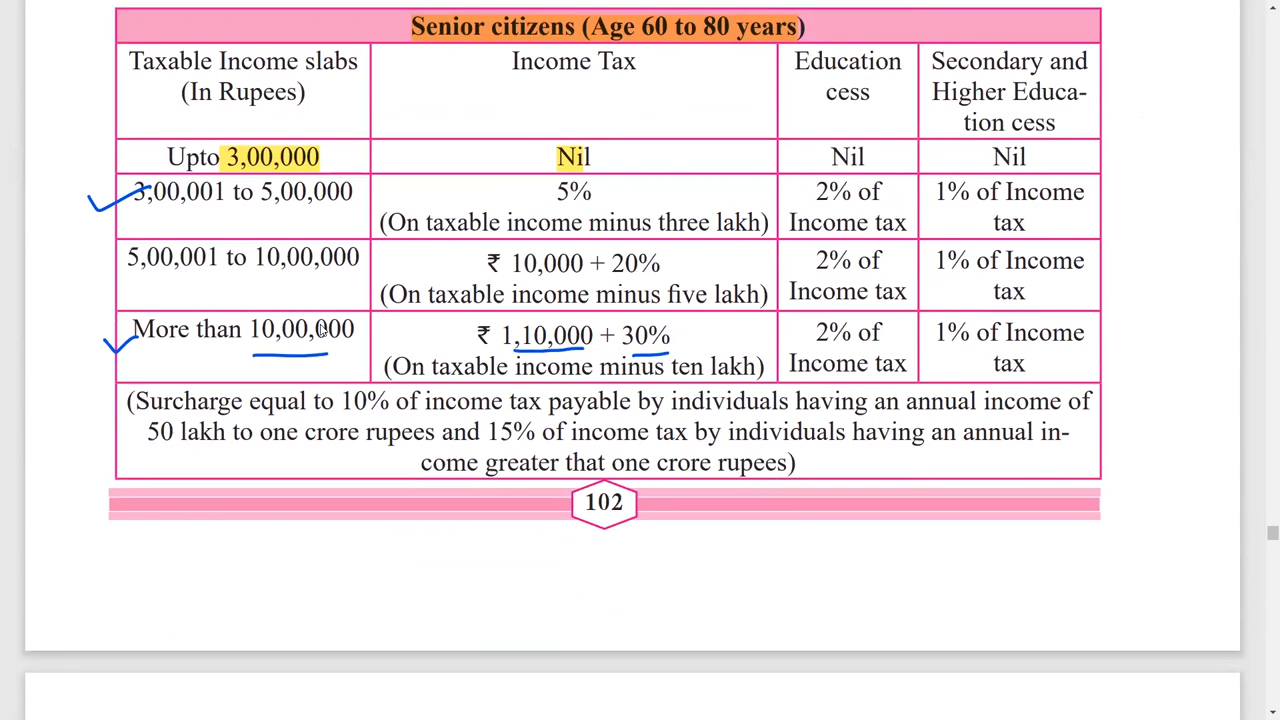 Senior citizens (Age 60 to 80 years)
Taxable Income slabs
(In Rupees)
Income Tax
Education
cess
Secondary and
Higher Educa-
tion cess
Upto 3,00,000
Nil
Nil
Nil
3,00,001 to 5,00,000
5%
(On taxable income minus three lakh)
2% of
Income tax
1% of Income
tax
5,00,001 to 10,00,000
₹ 10,000 + 20%
(On taxable income minus five lakh)
2% of
Income tax
1% of Income
tax
More than 10,00,000
₹ 1,10,000 + 30%
(On taxable income minus ten lakh)
2% of
Income tax
1% of Income
tax
(Surcharge equal to 10% of income tax payable by individuals having an annual income of
50 lakh to one crore rupees and 15% of income tax by individuals having an annual in-
come greater that one crore rupees)
102